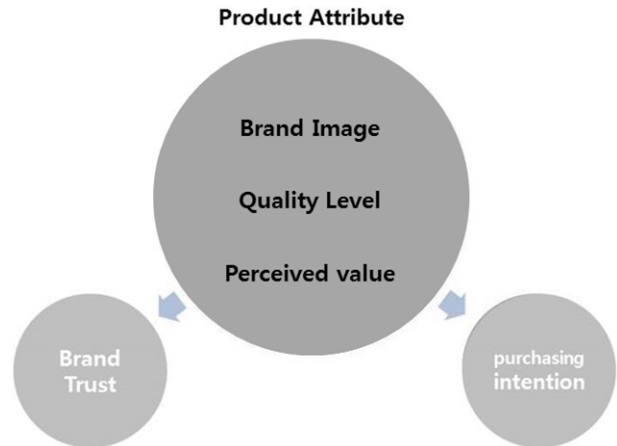 Product Attribute
Brand Image
Quality Level
Perceived value
Brand
Trust
purchasing
intention